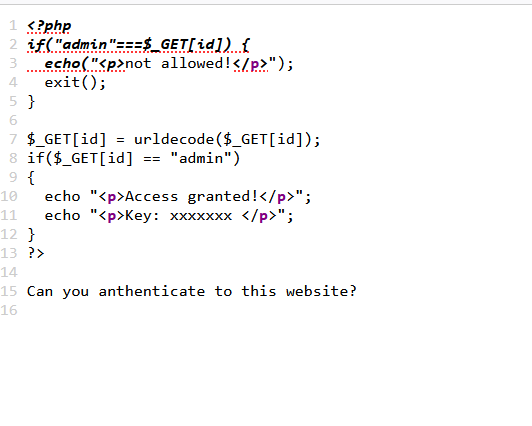 1 <?php
2 if("admin"===$_GET[id]) {
3   echo("<p>not allowed!</p>");
4   exit();
5 }
6
7 $_GET[id] = urldecode($_GET[id]);
8 if($_GET[id] == "admin")
9 {
10   echo "<p>Access granted!</p>";
11   echo "<p>Key: xxxxxxx </p>";
12 }
13 ?>
14
15 Can you anthenticate to this website?
16